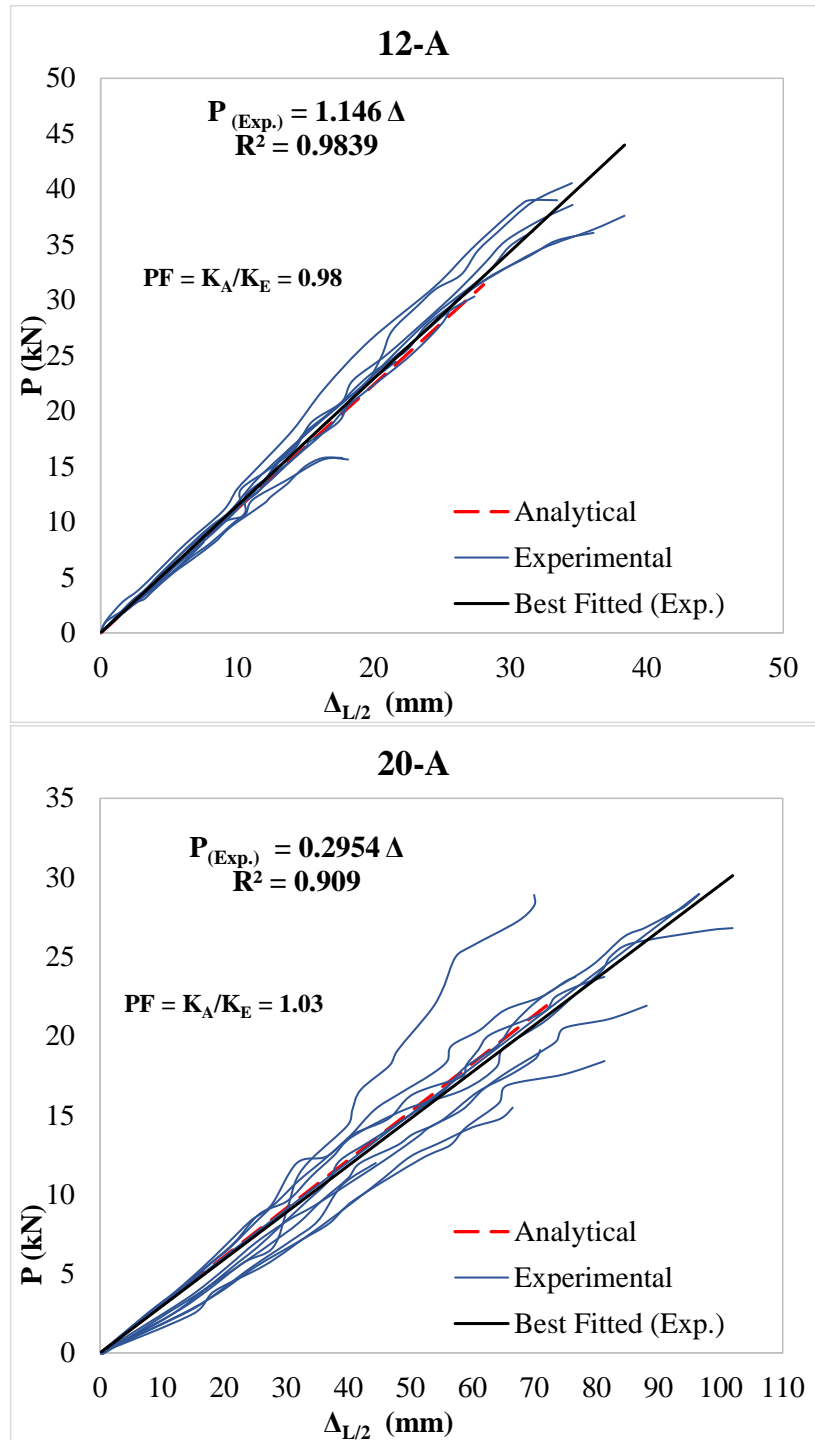 12-A
50
45
40
35
30
25
20
15
10
5
0
P (kN)
P (Exp.) = 1.146 Δ
R² = 0.9839
PF = K_A/K_E = 0.98
Analytical
Experimental
Best Fitted (Exp.)
0 10 20 30 40 50
Δ_L/2 (mm)
20-A
35
30
25
20
15
10
5
0
P (kN)
P(Exp.) = 0.2954 Δ
R² = 0.909
PF = K_A/K_E = 1.03
Analytical
Experimental
Best Fitted (Exp.)
0 10 20 30 40 50 60 70 80 90 100 110
Δ_L/2 (mm)